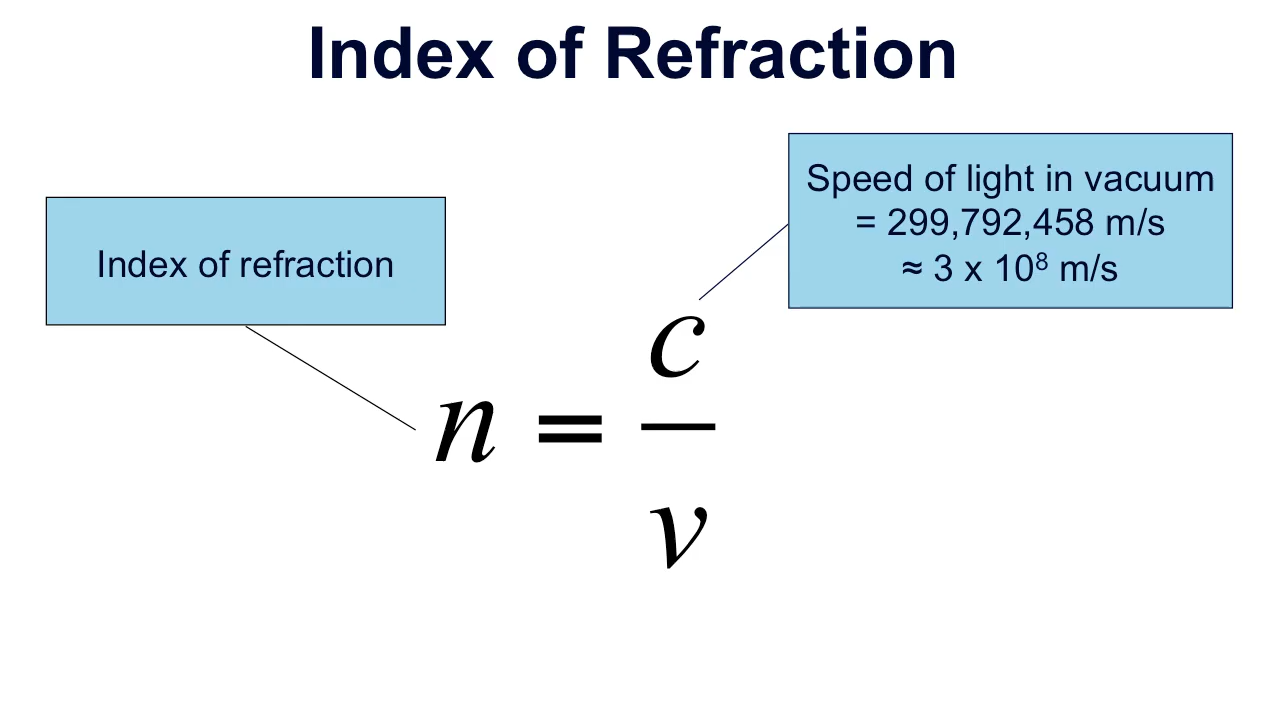 Index of Refraction
Speed of light in vacuum
= 299,792,458 m/s
≈ 3 x 10⁸ m/s
Index of refraction
n = c/v